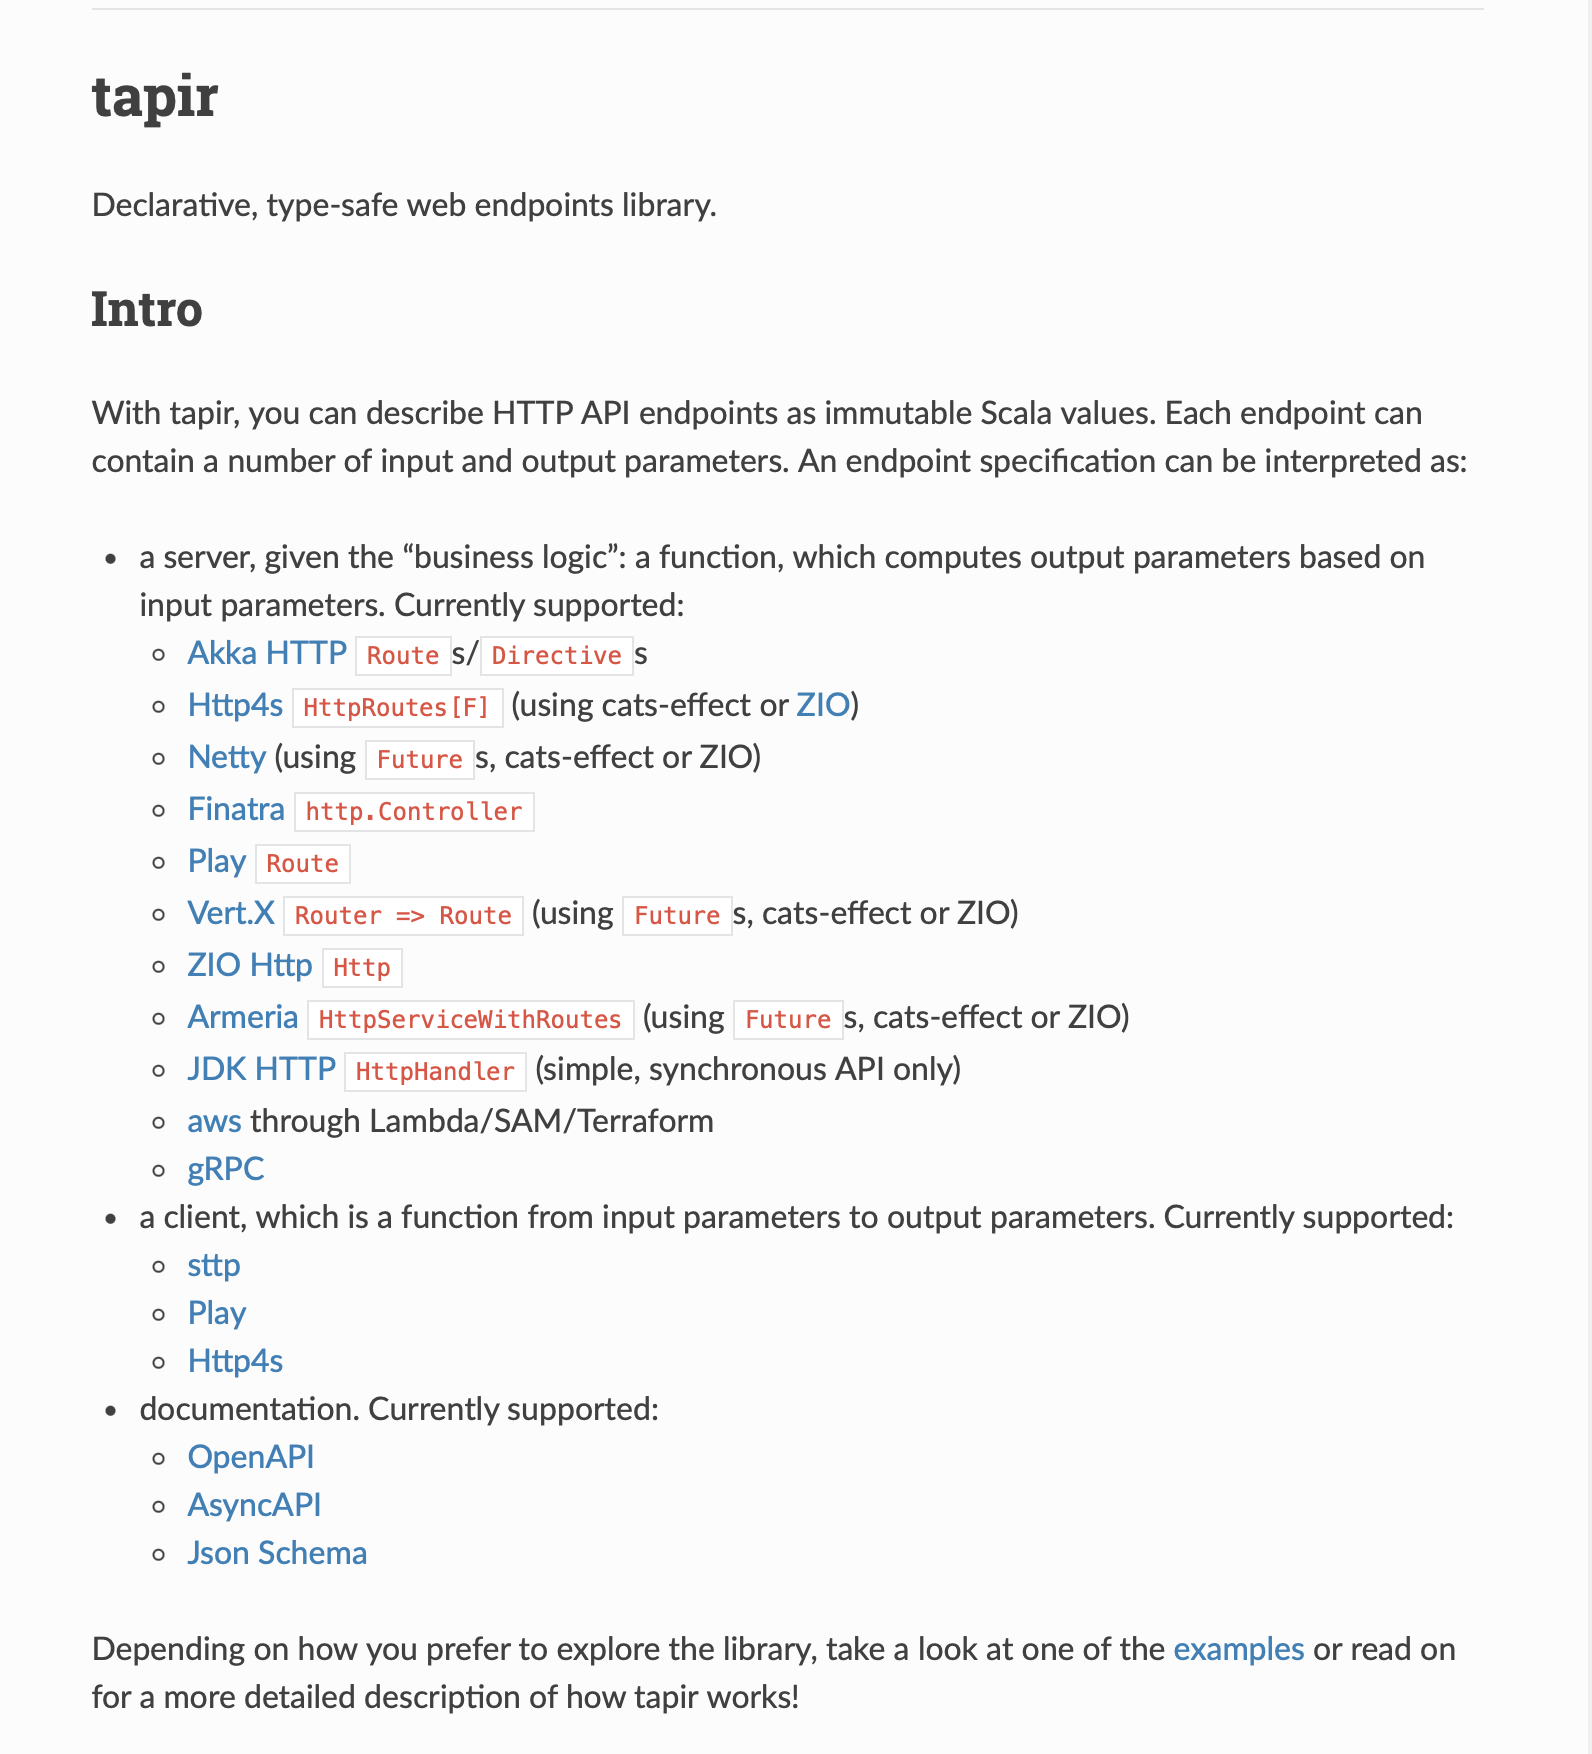 tapir
Declarative, type-safe web endpoints library.
Intro
With tapir, you can describe HTTP API endpoints as immutable Scala values. Each endpoint can
contain a number of input and output parameters. An endpoint specification can be interpreted as:
• a server, given the “business logic”: a function, which computes output parameters based on
input parameters. Currently supported:
◦ Akka HTTP Route s/ Directive s
◦ Http4s HttpRoutes[F] (using cats-effect or ZIO)
◦ Netty (using Future s, cats-effect or ZIO)
◦ Finatra http.Controller
◦ Play Route
◦ Vert.X Router => Route (using Future s, cats-effect or ZIO)
◦ ZIO Http Http
◦ Armeria HttpServiceWithRoutes (using Future s, cats-effect or ZIO)
◦ JDK HTTP HttpHandler (simple, synchronous API only)
◦ aws through Lambda/SAM/Terraform
◦ gRPC
• a client, which is a function from input parameters to output parameters. Currently supported:
◦ sttp
◦ Play
◦ Http4s
• documentation. Currently supported:
◦ OpenAPI
◦ AsyncAPI
◦ Json Schema
Depending on how you prefer to explore the library, take a look at one of the examples or read on
for a more detailed description of how tapir works!